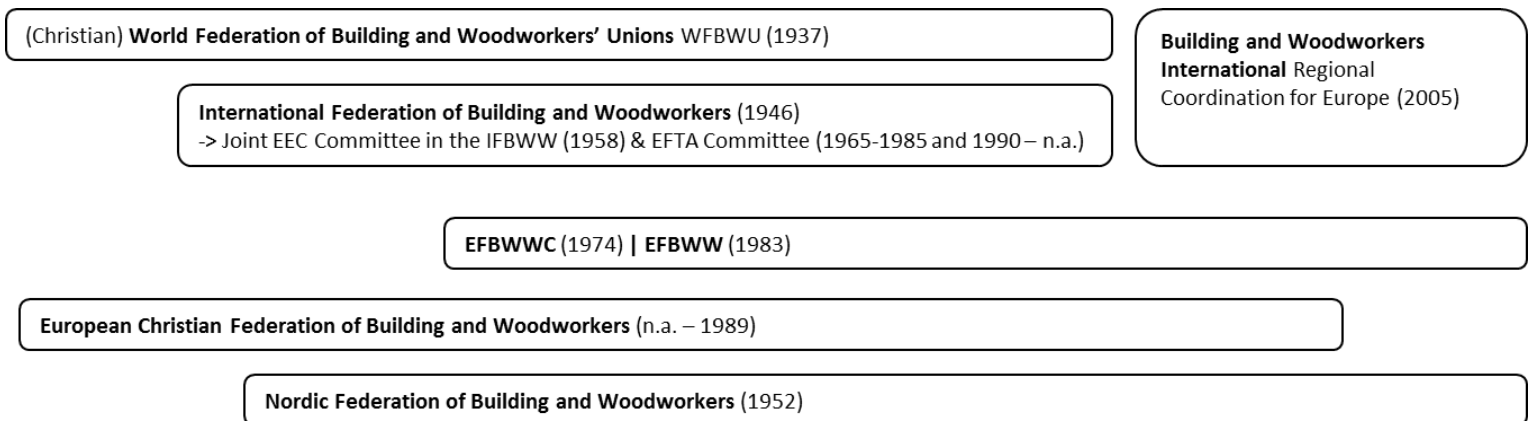 (Christian) World Federation of Building and Woodworkers’ Unions WFBWU (1937)
Building and Woodworkers
International Regional
Coordination for Europe (2005)
International Federation of Building and Woodworkers (1946)
-> Joint EEC Committee in the IFBWW (1958) & EFTA Committee (1965-1985 and 1990 – n.a.)
EFBWWC (1974) | EFBWW (1983)
European Christian Federation of Building and Woodworkers (n.a. – 1989)
Nordic Federation of Building and Woodworkers (1952)